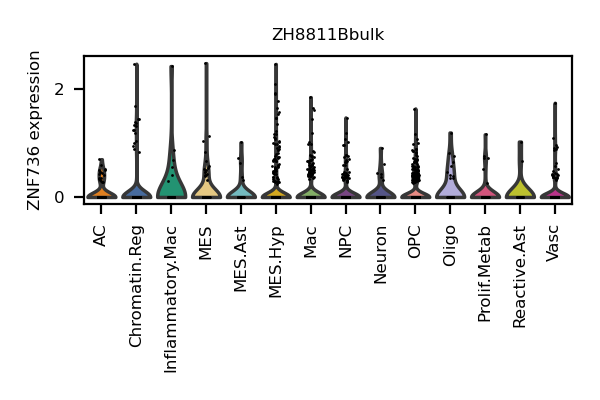 ZH8811Bbulk
ZNF736 expression
2
0
AC
Chromatin.Reg
Inflammatory.Mac
MES
MES.Ast
MES.Hyp
Mac
NPC
Neuron
OPC
Oligo
Prolif.Metab
Reactive.Ast
Vasc